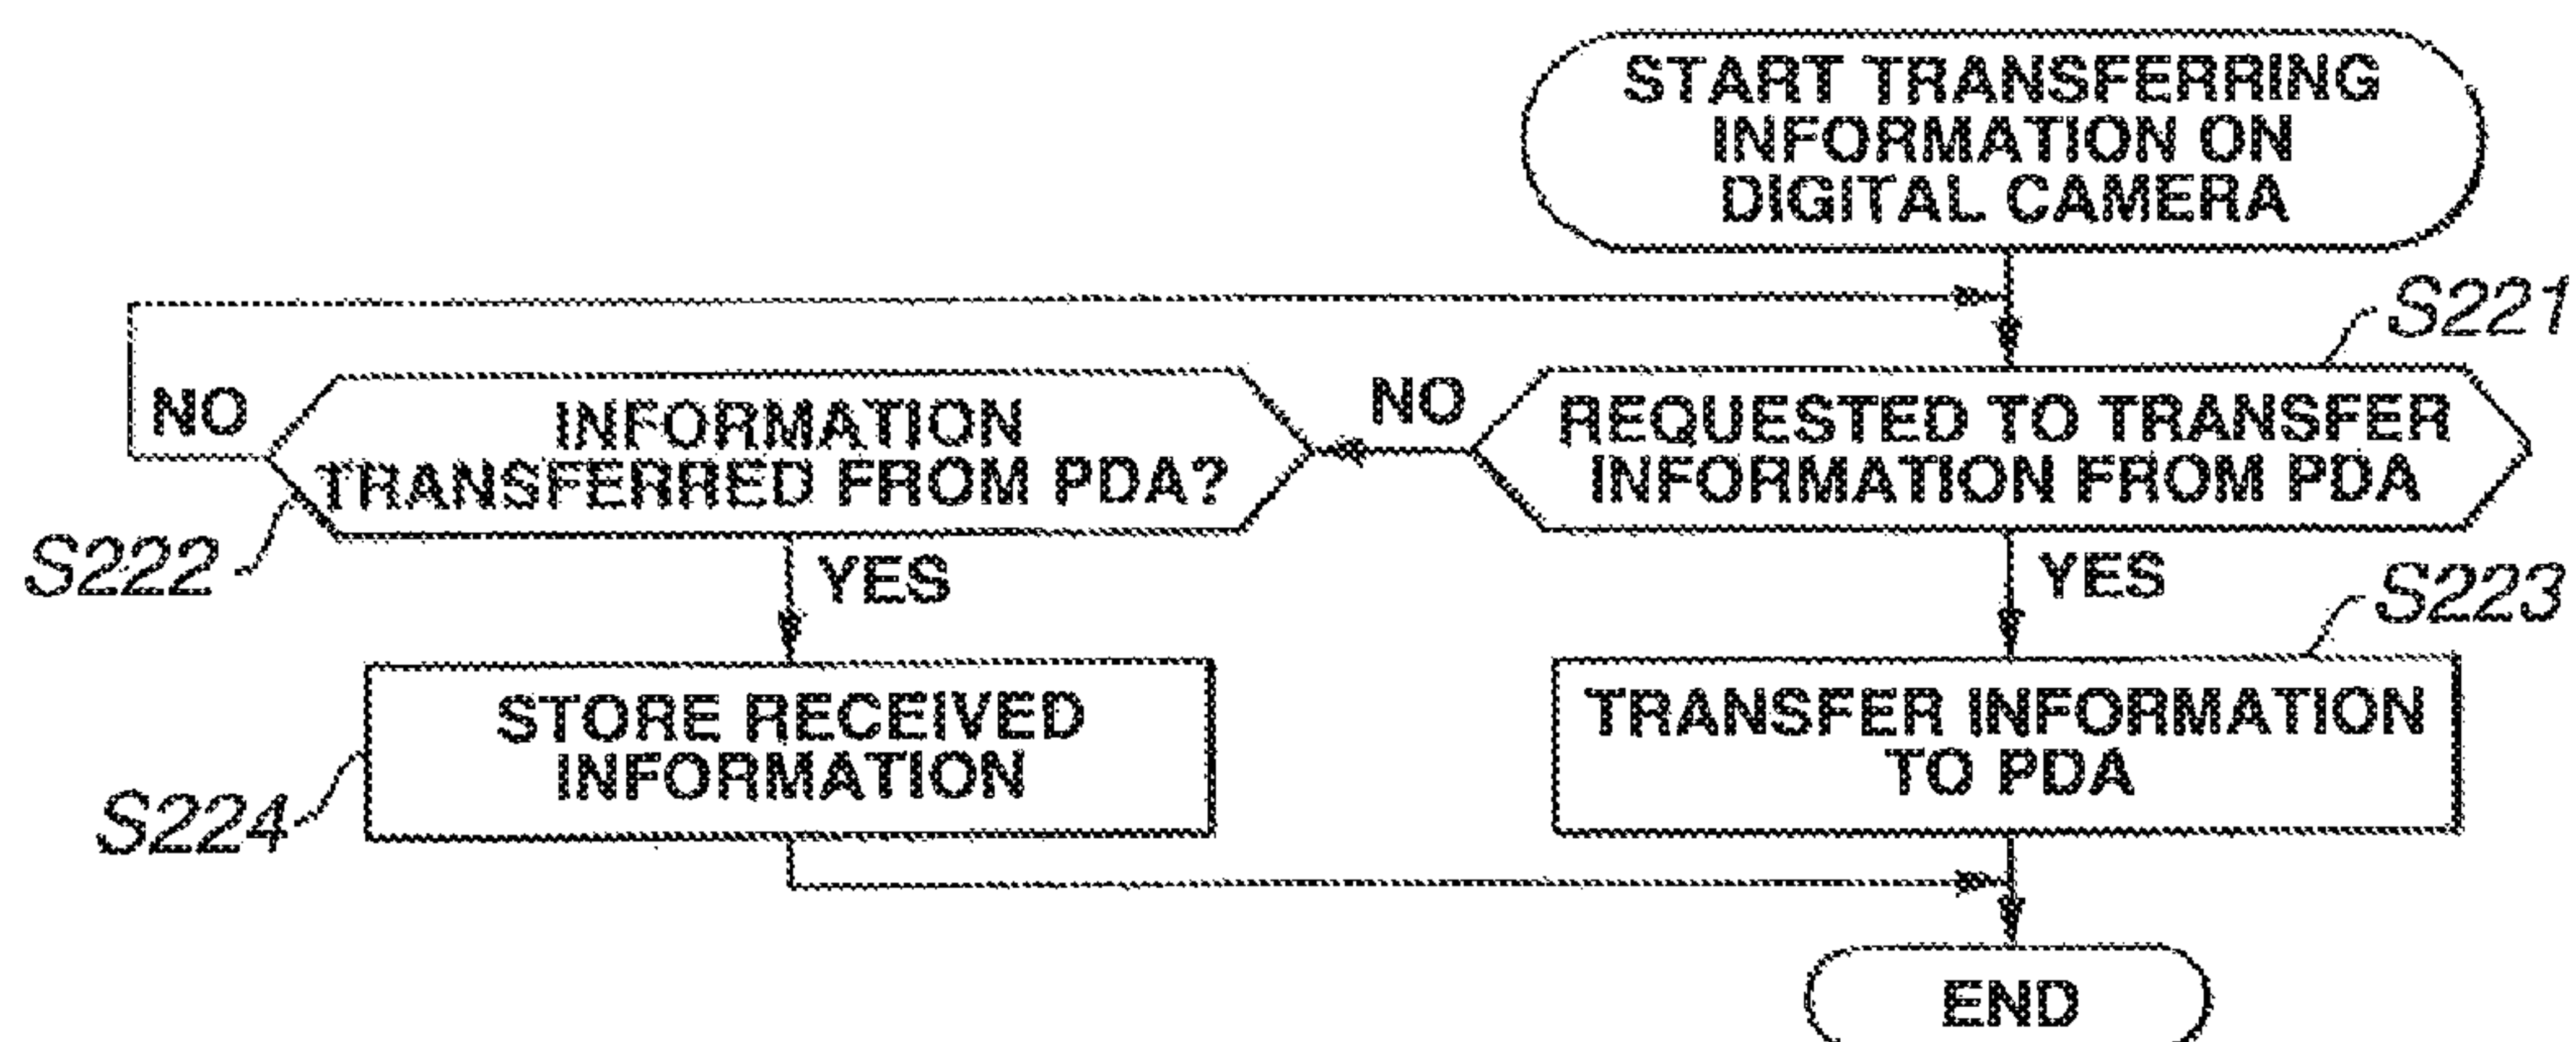 START TRANSFERRING
INFORMATION ON
DIGITAL CAMERA
S221
REQUESTED TO TRANSFER
INFORMATION FROM PDA
NO
YES
INFORMATION
TRANSFERRED FROM PDA?
NO
S222
YES
S223
TRANSFER INFORMATION
TO PDA
STORE RECEIVED
INFORMATION
S224
END